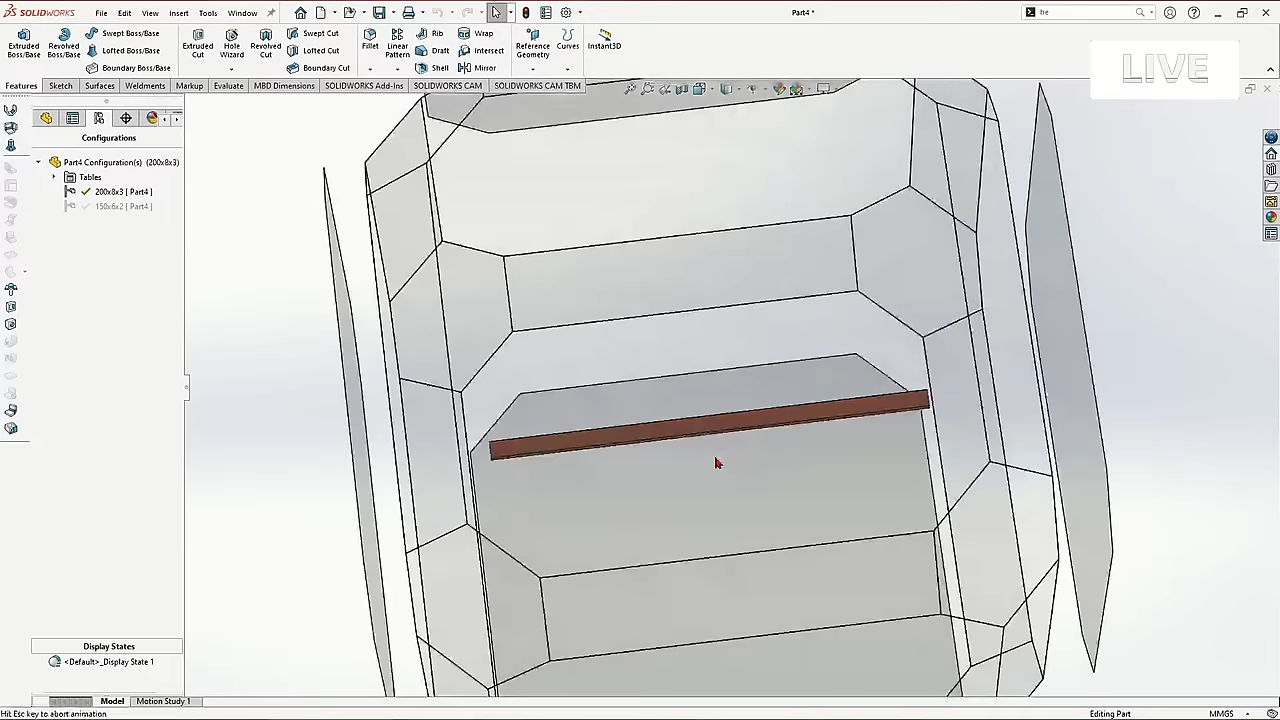 SOLIDWORKS File Edit View Insert Tools Window Part4 * he
Extruded Boss/Base Revolved Boss/Base Swept Boss/Base Lofted Boss/Base Boundary Boss/Base Extruded Cut Hole Wizard Revolved Cut Swept Cut Lofted Cut Boundary Cut Fillet Linear Pattern Rib Draft Shell Wrap Intersect Mirror Reference Geometry Curves Instant3D
LIVE
Features Sketch Surfaces Weldments Markup Evaluate MBD Dimensions SOLIDWORKS Add-Ins SOLIDWORKS CAM SOLIDWORKS CAM TBM
Configurations
Part4 Configuration(s) (200x8x3)
Tables
200x8x3 [ Part4 ]
150x6x2 [ Part4 ]
Display States
<Default>_Display State 1
Model Motion Study 1
Hit Esc key to abort animation Editing Part MMGS